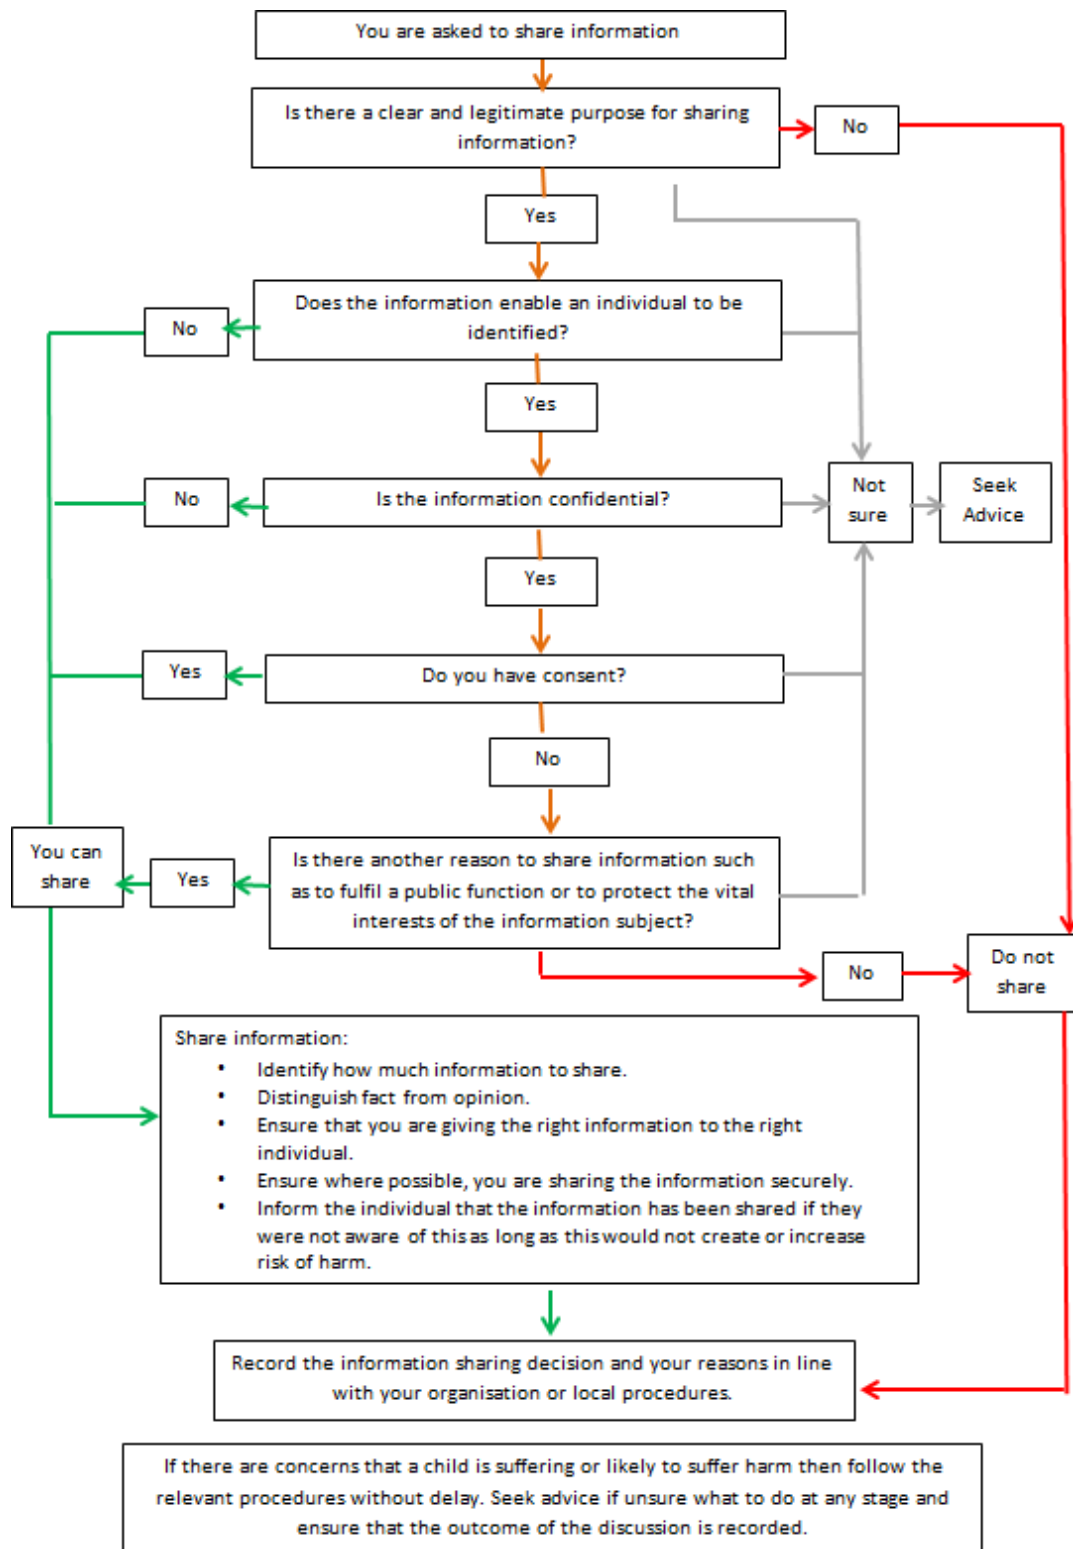 You are asked to share information
Is there a clear and legitimate purpose for sharing
information?
No
Yes
Does the information enable an individual to be
identified?
No
Yes
Is the information confidential?
No
Not
sure
Seek
Advice
Yes
Do you have consent?
Yes
No
Is there another reason to share information such
as to fulfil a public function or to protect the vital
interests of the information subject?
Yes
You can
share
No
Do not
share
Share information:
• Identify how much information to share.
• Distinguish fact from opinion.
• Ensure that you are giving the right information to the right
individual.
• Ensure where possible, you are sharing the information securely.
• Inform the individual that the information has been shared if they
were not aware of this as long as this would not create or increase
risk of harm.
Record the information sharing decision and your reasons in line
with your organisation or local procedures.
If there are concerns that a child is suffering or likely to suffer harm then follow the
relevant procedures without delay. Seek advice if unsure what to do at any stage and
ensure that the outcome of the discussion is recorded.